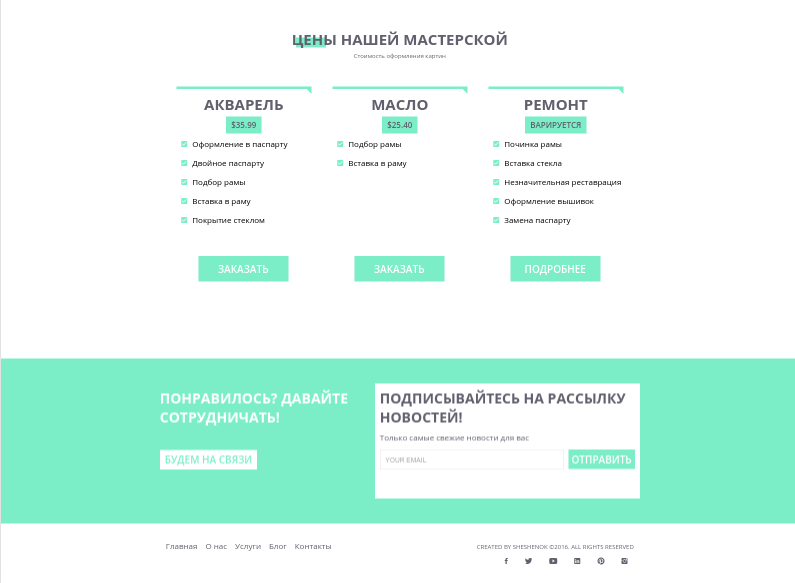 ЦЕНЫ НАШЕЙ МАСТЕРСКОЙ
Стоимость оформление картин
АКВАРЕЛЬ
$35.99
Оформление в паспарту
Двойное паспарту
Подбор рамы
Вставка в раму
Покрытие стеклом
ЗАКАЗАТЬ
МАСЛО
$25.40
Подбор рамы
Вставка в раму
ЗАКАЗАТЬ
РЕМОНТ
ВАРИРУЕТСЯ
Починка рамы
Вставка стекла
Незначительная реставрация
Оформление вышивок
Замена паспарту
ПОДРОБНЕЕ
ПОНРАВИЛОСЬ? ДАВАЙТЕ
СОТРУДНИЧАТЬ!
БУДЕМ НА СВЯЗИ
ПОДПИСЫВАЙТЕСЬ НА РАССЫЛКУ
НОВОСТЕЙ!
Только самые свежие новости для вас
YOUR EMAIL
ОТПРАВИТЬ
Главная О нас Услуги Блог Контакты
CREATED BY SHESHENOK ©2016. ALL RIGHTS RESERVED